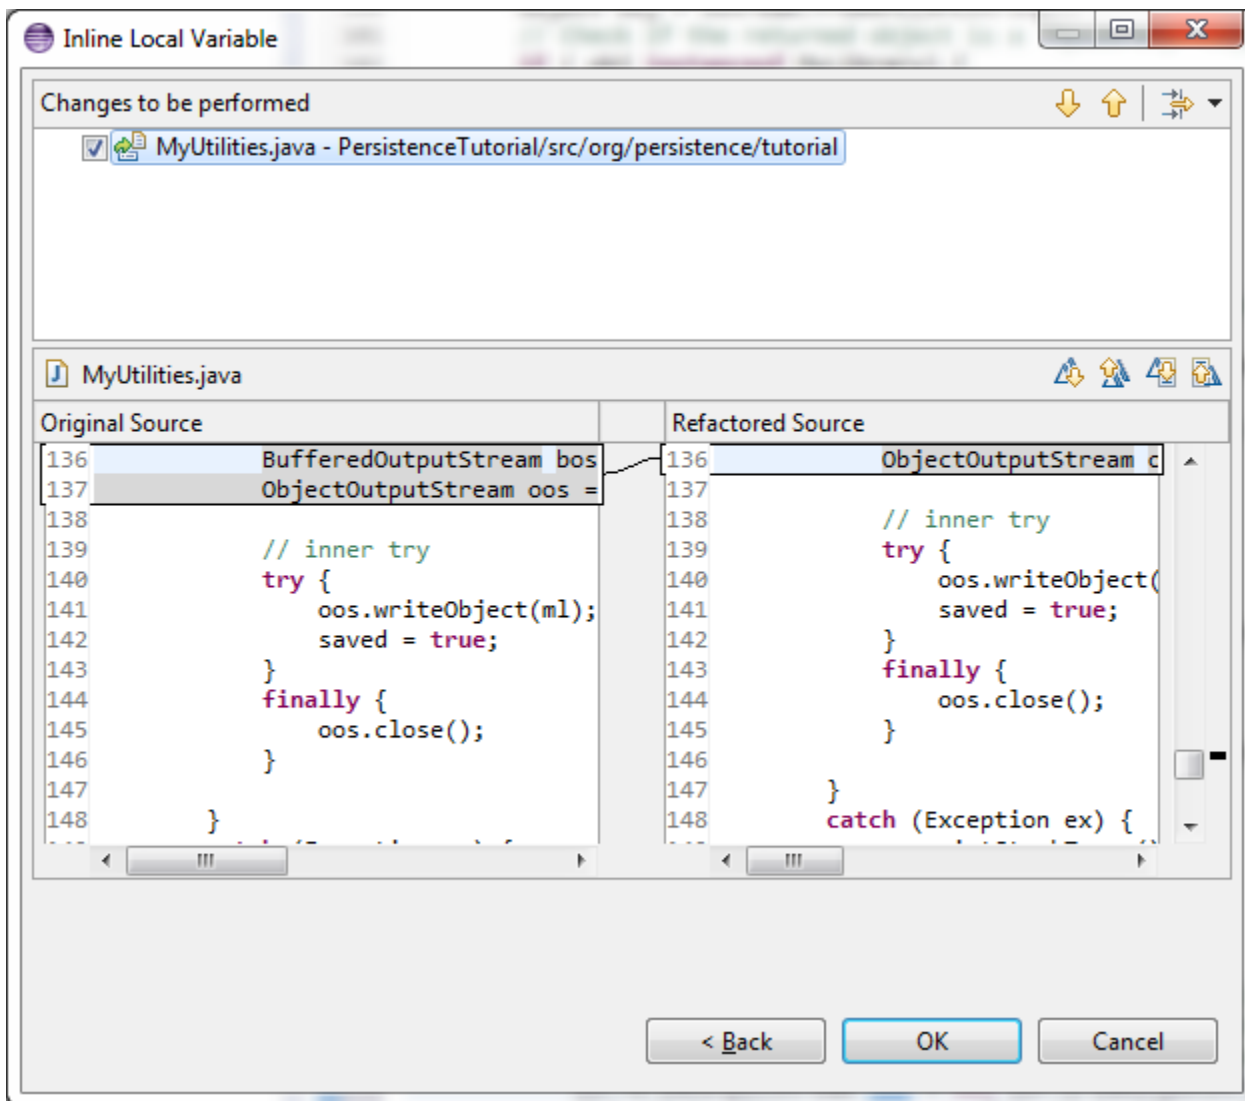 Inline Local Variable
Changes to be performed
MyUtilities.java - PersistenceTutorial/src/org/persistence/tutorial
MyUtilities.java
Original Source
136 BufferedOutputStream bos
137 ObjectOutputStream oos =
138
139 // inner try
140 try {
141 oos.writeObject(ml);
142 saved = true;
143 }
144 finally {
145 oos.close();
146 }
147
148 }
Refactored Source
136 ObjectOutputStream
137
138 // inner try
139 try {
140 oos.writeObject(
141 saved = true;
142 }
143 finally {
144 oos.close();
145 }
146
147 }
148 catch (Exception ex) {
< Back
OK
Cancel